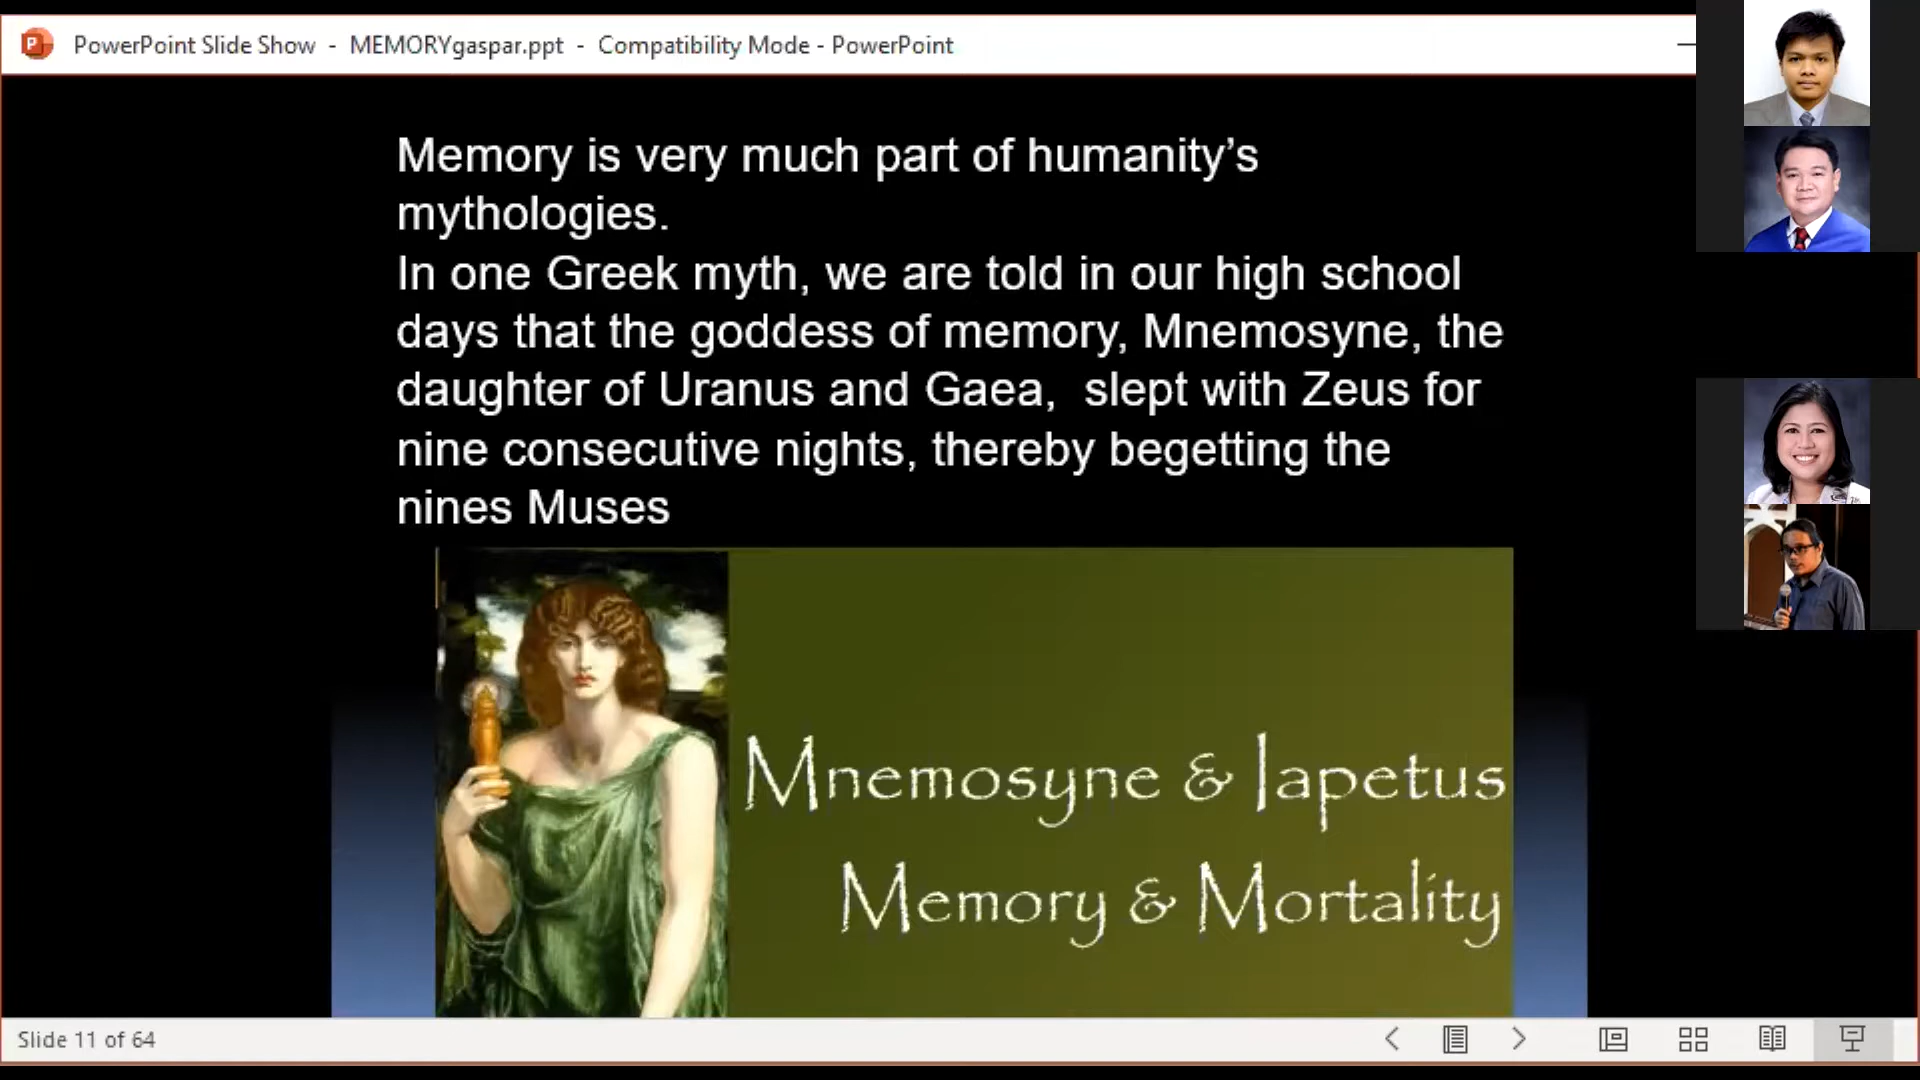 PowerPoint Slide Show - MEMORYgaspar.ppt - Compatibility Mode - PowerPoint
Memory is very much part of humanity's
mythologies.
In one Greek myth, we are told in our high school
days that the goddess of memory, Mnemosyne, the
daughter of Uranus and Gaea, slept with Zeus for
nine consecutive nights, thereby begetting the
nines Muses
Mnemosyne & Iapetus
Memory & Mortality
Slide 11 of 64